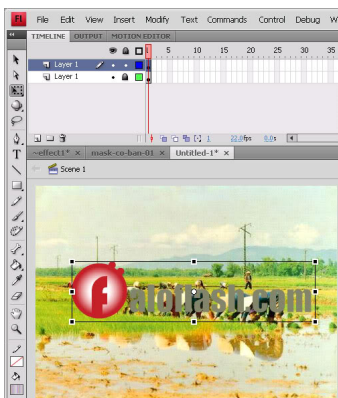 FL File Edit View Insert Modify Text Commands Control Debug W
TIMELINE OUTPUT MOTION EDITOR
5 10 15 20 25 30 35
Layer 1
Layer 1
1 22.0fps 0.0s
~effect1* × mask-co-ban-01 × Untitled-1* ×
Scene 1
f aloflash.com